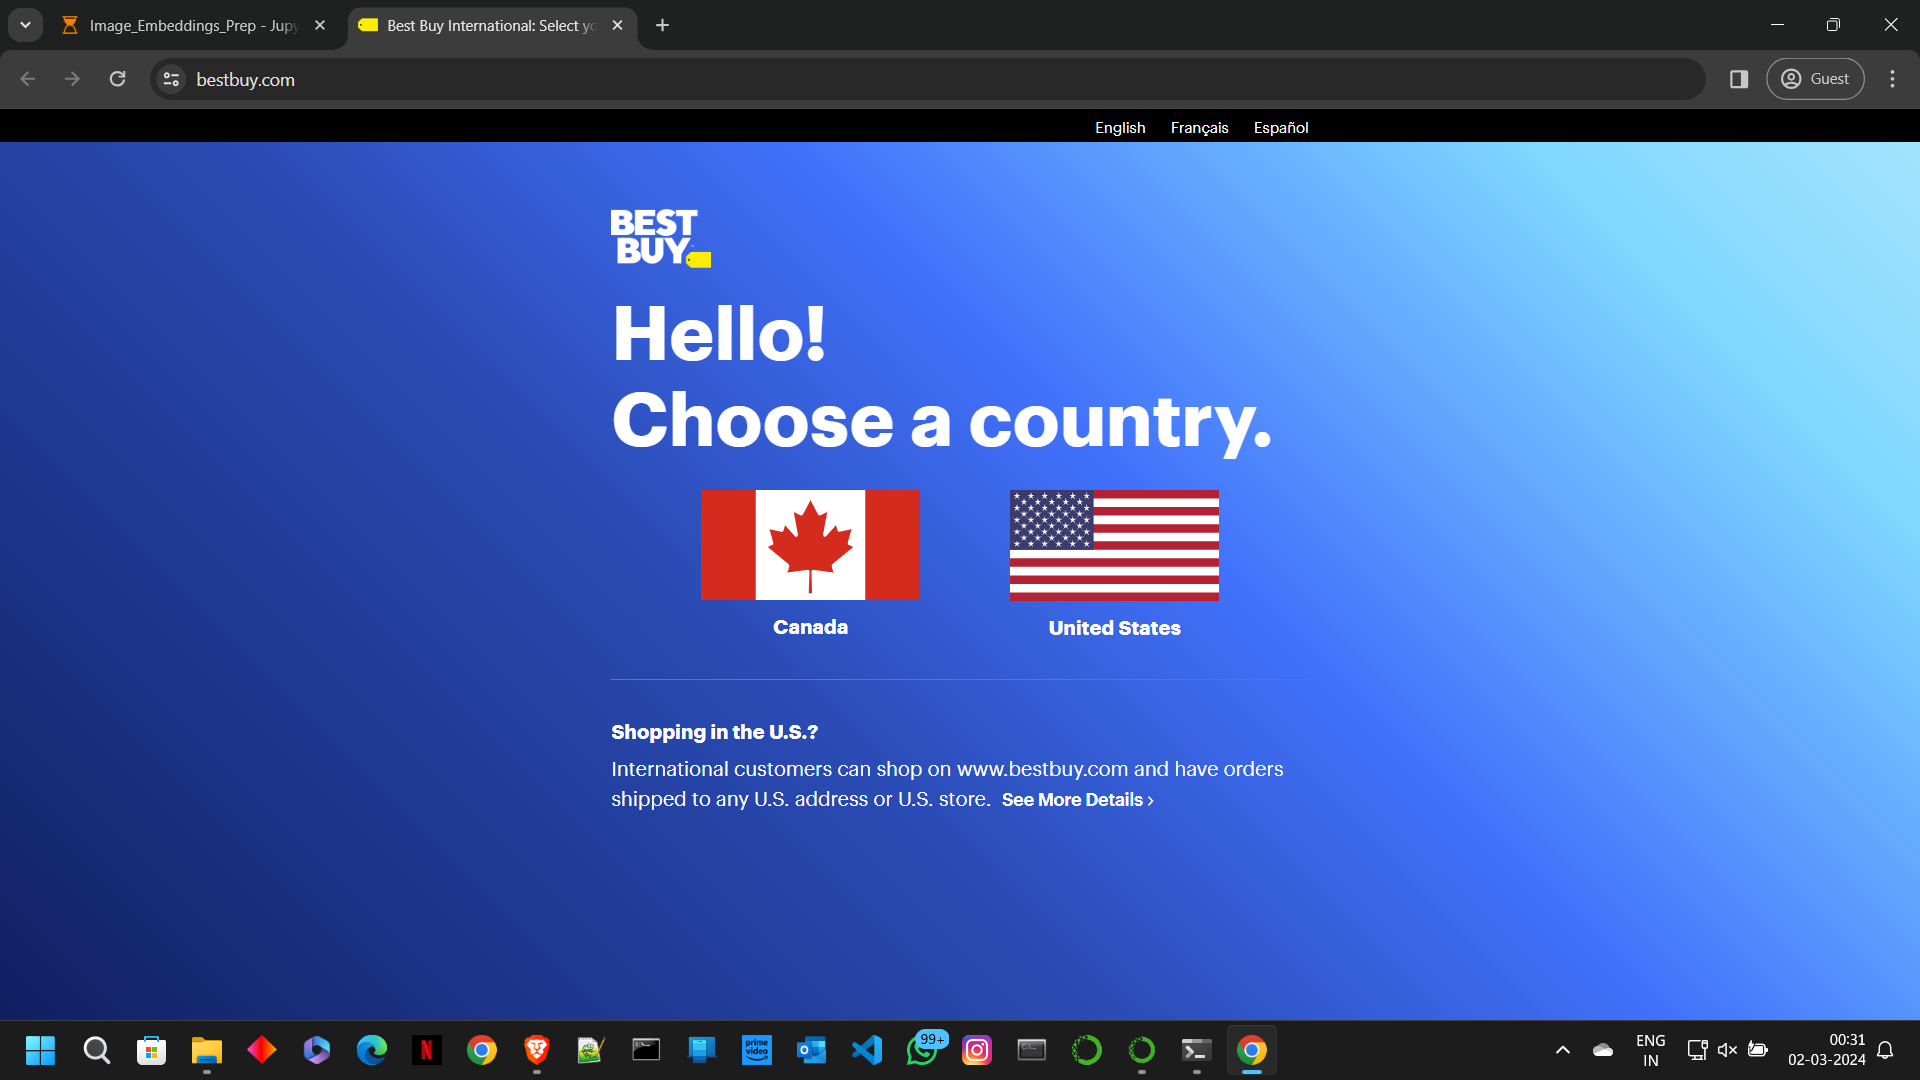 Image_Embeddings_Prep - Jup
Best Buy International: Select yo
bestbuy.com
Guest
English Français Español
BEST
BUY
Hello!
Choose a country.
Canada
United States
Shopping in the U.S.?
International customers can shop on www.bestbuy.com and have orders
shipped to any U.S. address or U.S. store. See More Details ›
N
prime
video
99+
ENG
IN
00:31
02-03-2024